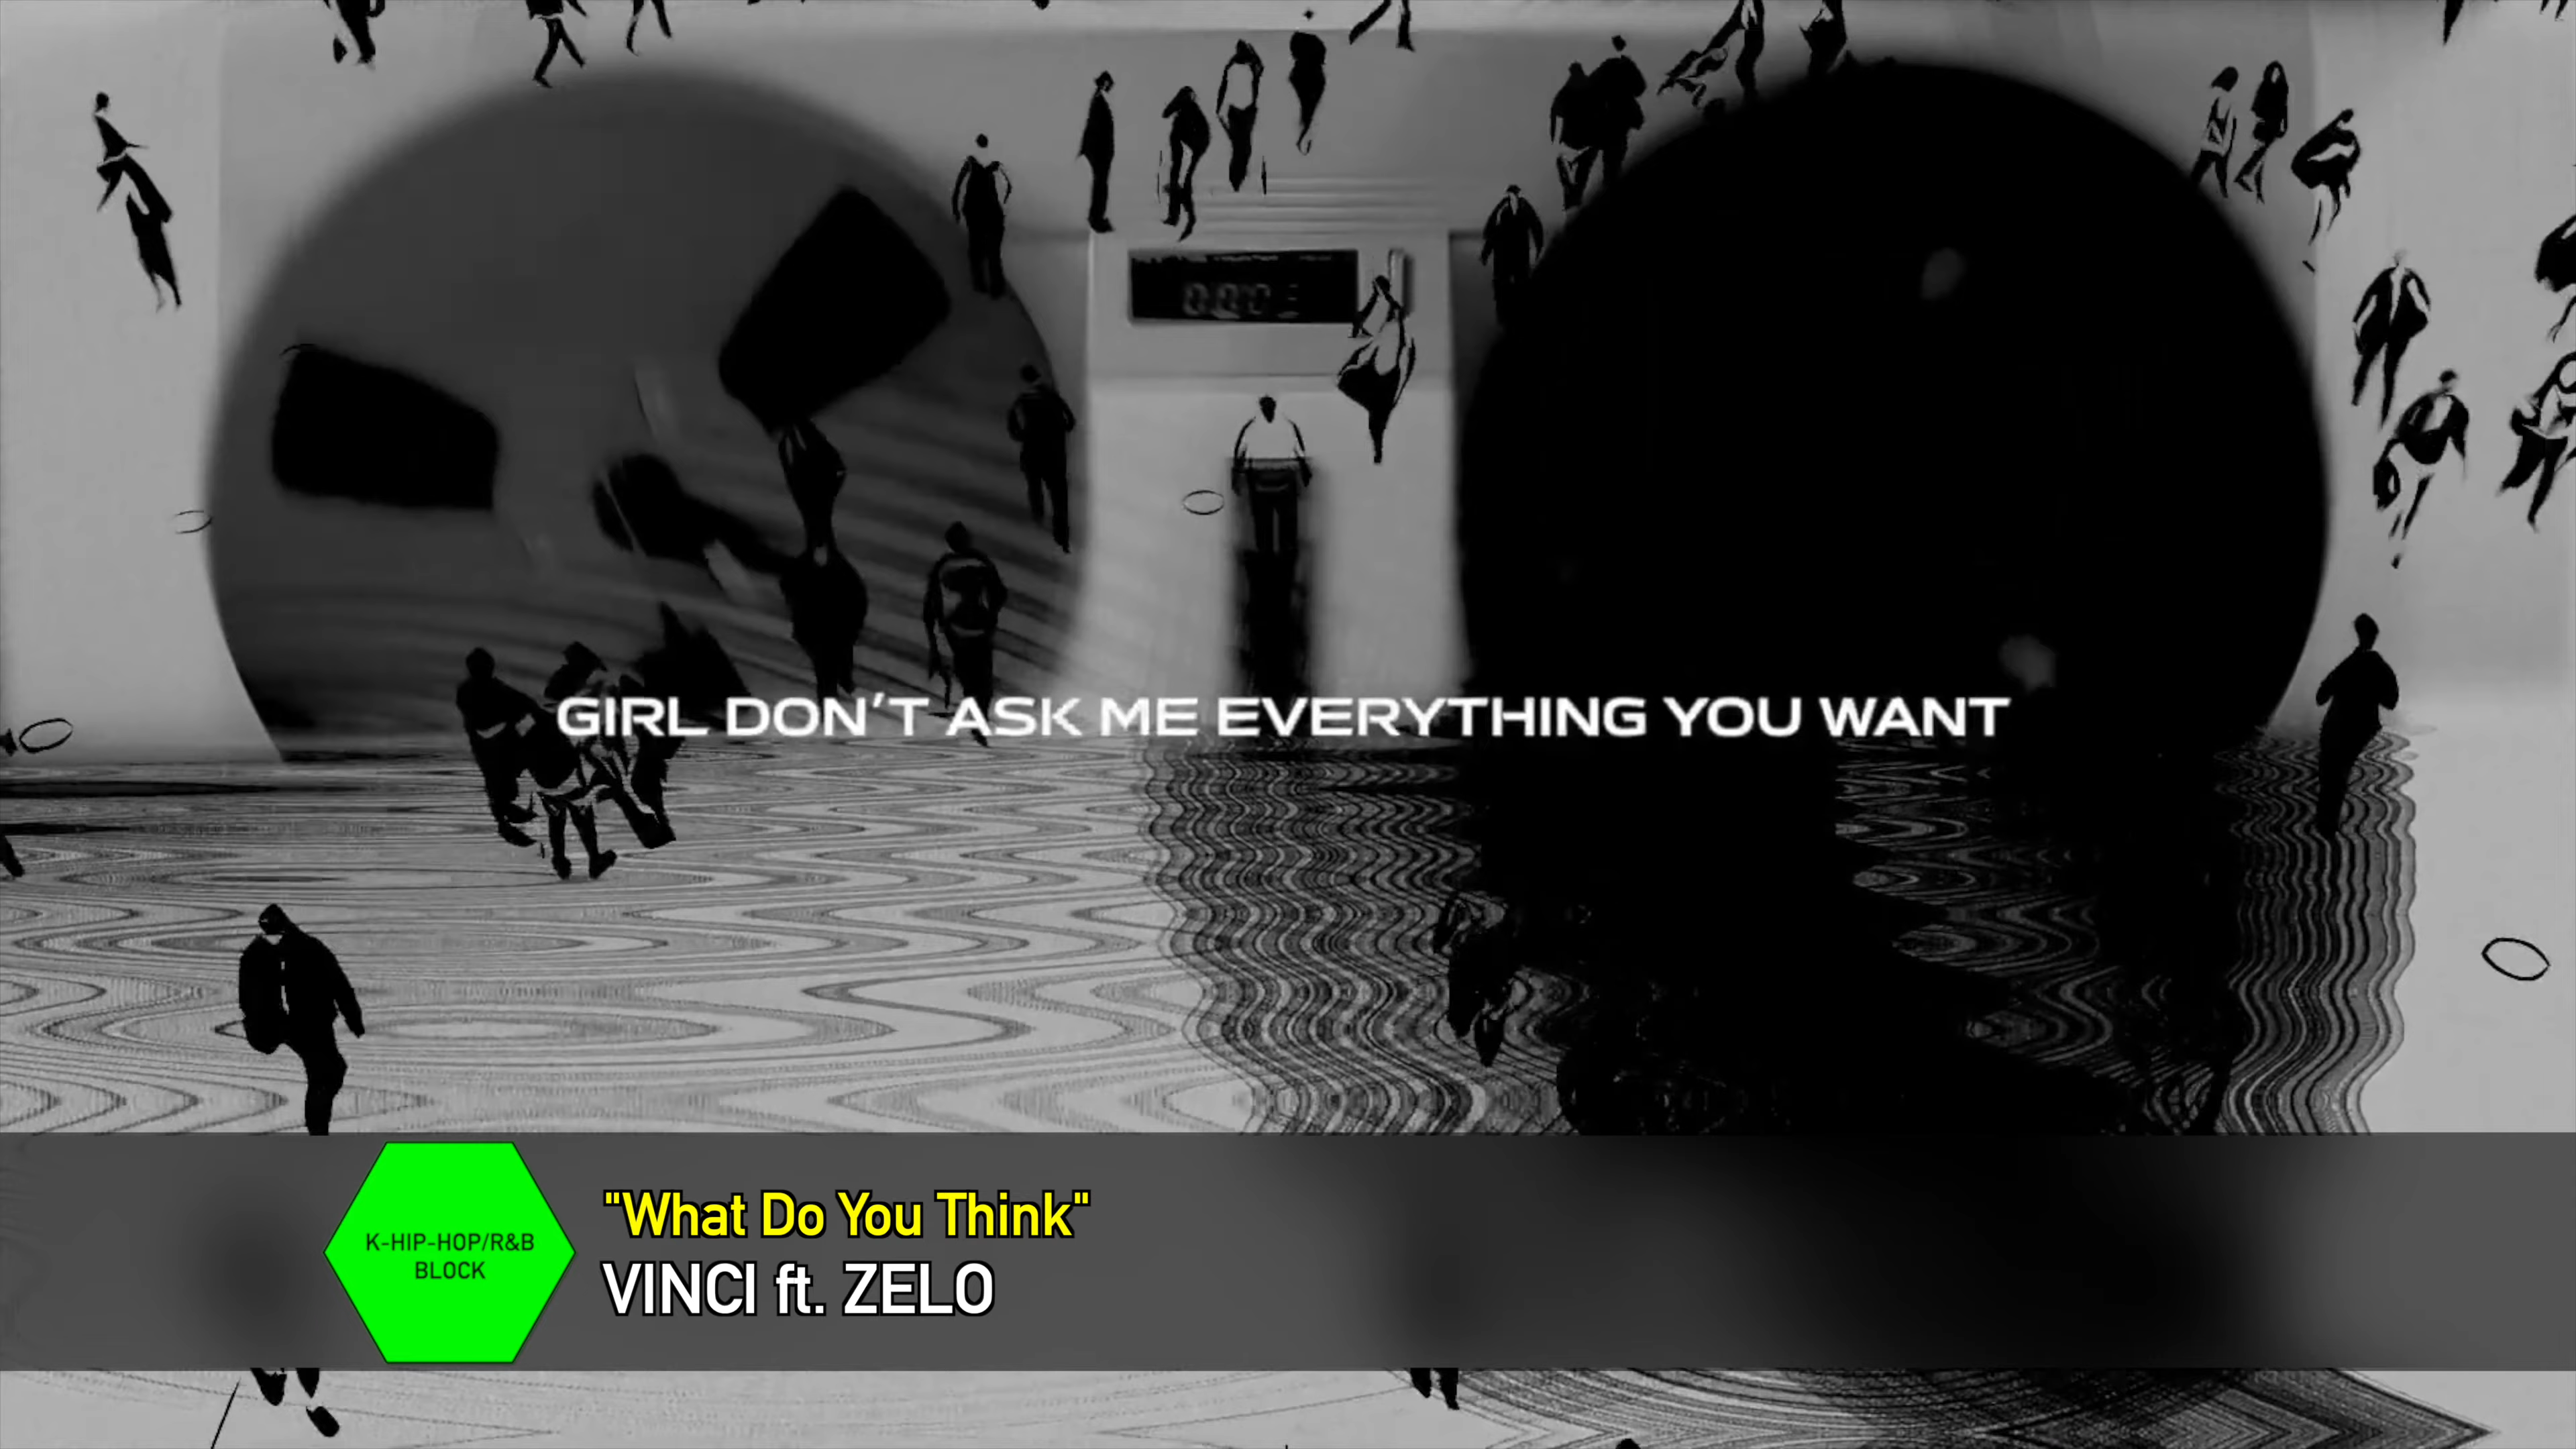 GIRL DON'T ASK ME EVERYTHING YOU WANT
K-HIP-HOP/R&B
BLOCK
"What Do You Think"
VINCI ft. ZELO